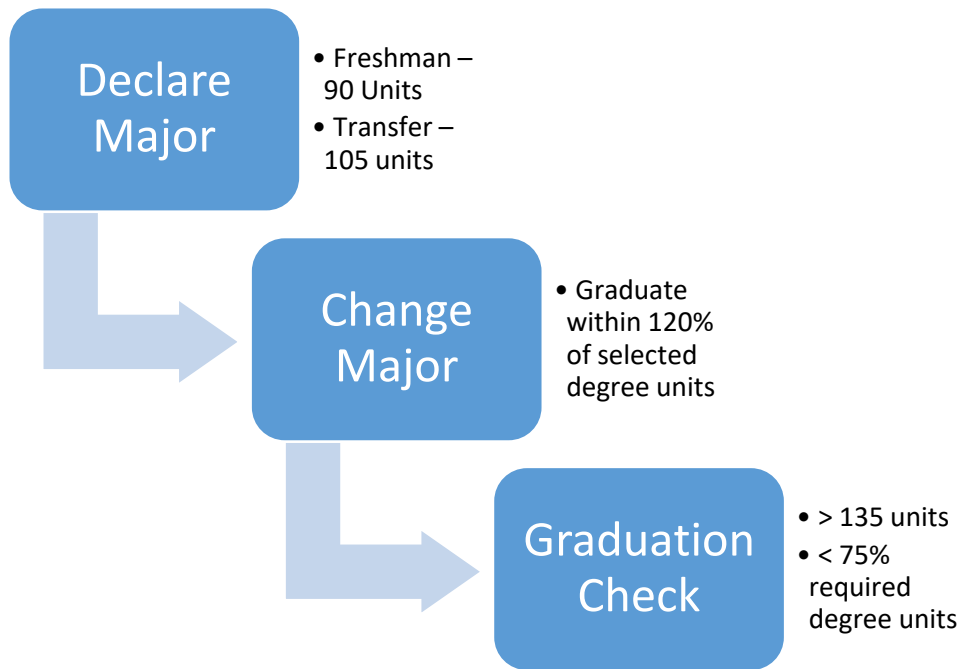 Declare
Major
• Freshman –
90 Units
• Transfer –
105 units
Change
Major
• Graduate
within 120%
of selected
degree units
Graduation
Check
• > 135 units
• < 75%
required
degree units